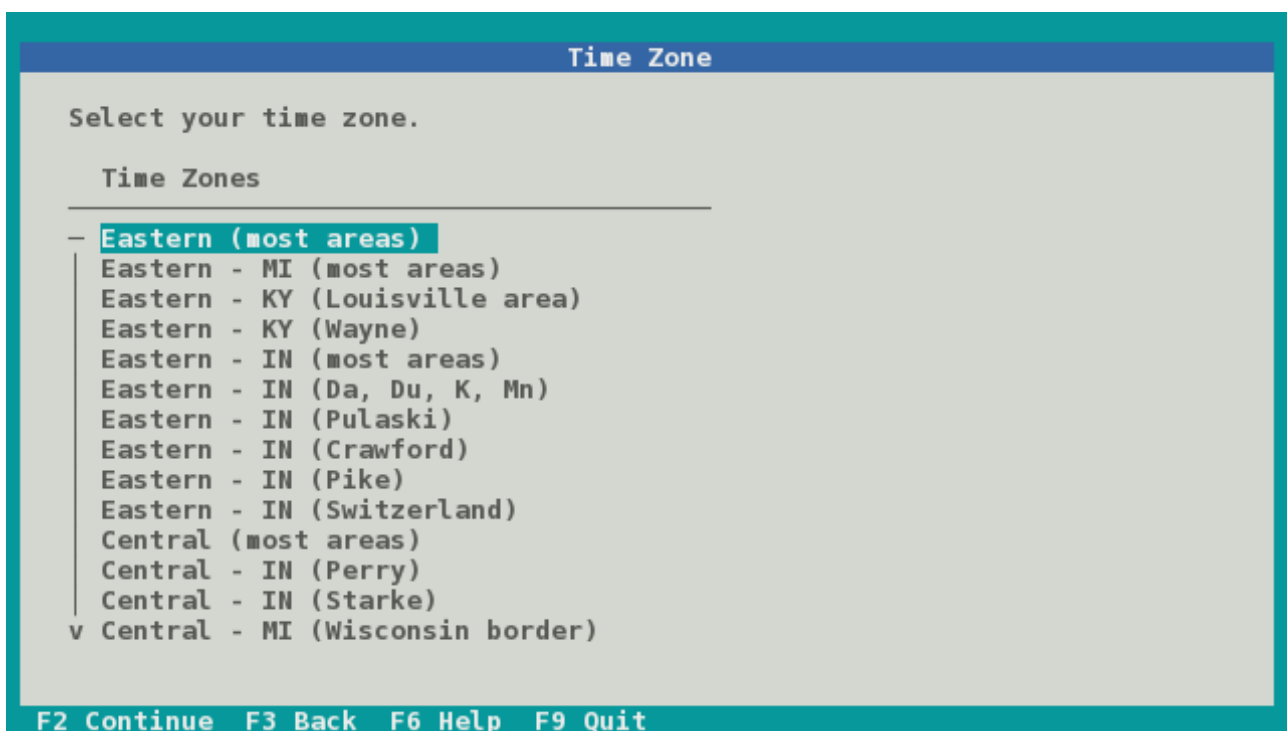 Time Zone
Select your time zone.
Time Zones
Eastern (most areas)
Eastern - MI (most areas)
Eastern - KY (Louisville area)
Eastern - KY (Wayne)
Eastern - IN (most areas)
Eastern - IN (Da, Du, K, Mn)
Eastern - IN (Pulaski)
Eastern - IN (Crawford)
Eastern - IN (Pike)
Eastern - IN (Switzerland)
Central (most areas)
Central - IN (Perry)
Central - IN (Starke)
v Central - MI (Wisconsin border)
F2 Continue F3 Back F6 Help F9 Quit